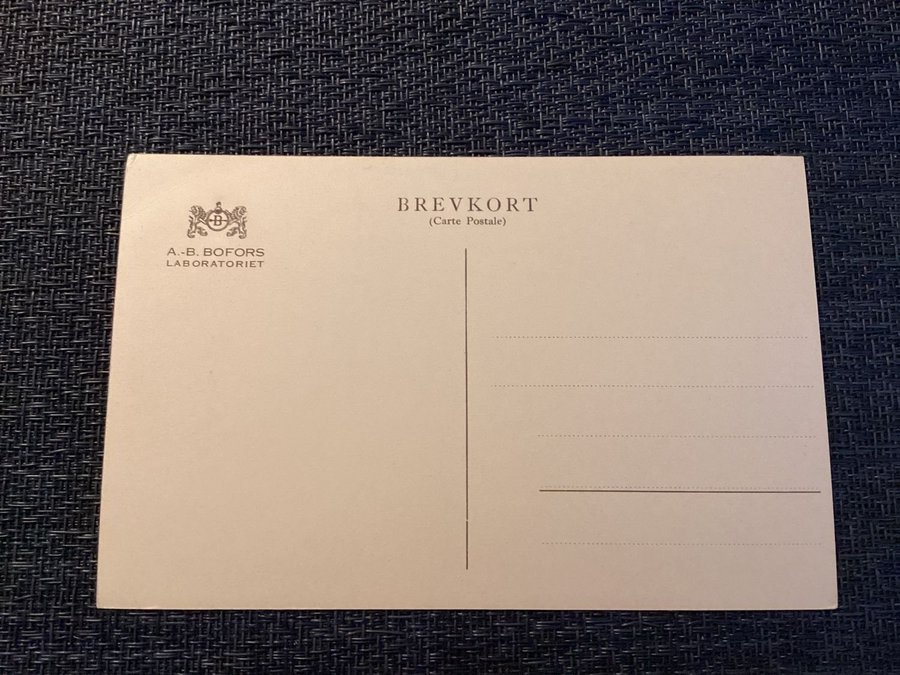 B
A.-B. BOFORS
LABORATORIET
BREVKORT
(Carte Postale)